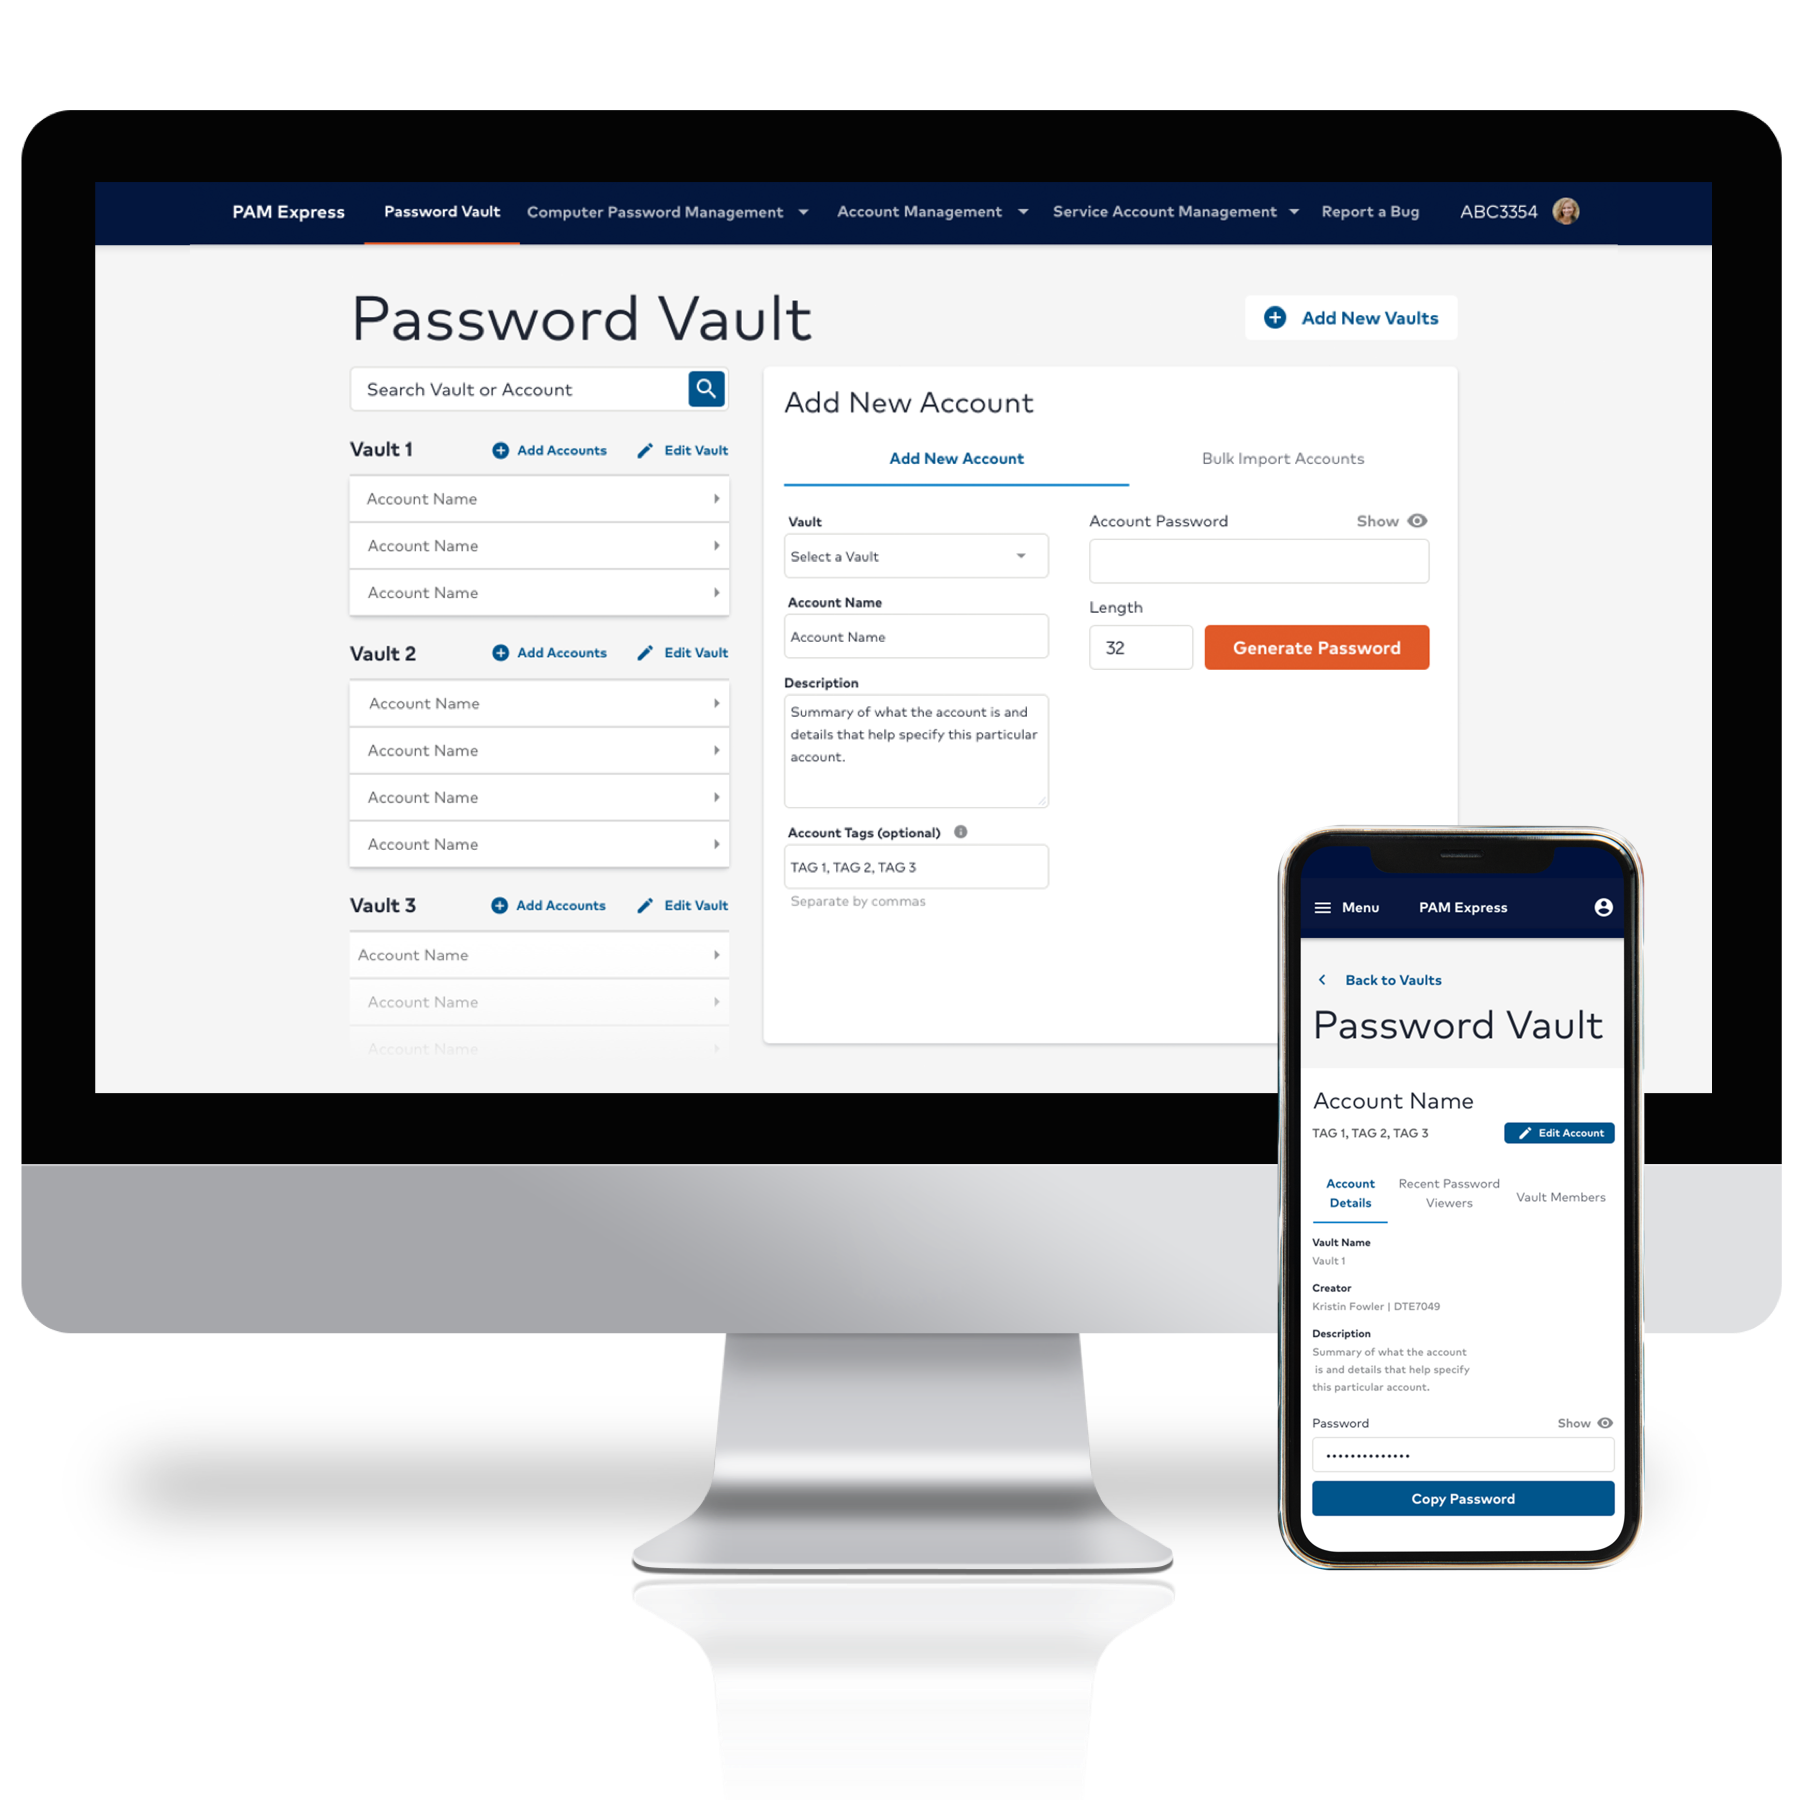 PAM Express
Password Vault
Computer Password Management
Account Management
Service Account Management
Report a Bug
ABC3354
Password Vault
Add New Vaults
Search Vault or Account
Vault 1
Add Accounts
Edit Vault
Account Name
Account Name
Account Name
Vault 2
Add Accounts
Edit Vault
Account Name
Account Name
Account Name
Account Name
Vault 3
Add Accounts
Edit Vault
Account Name
Account Name
Account Name
Add New Account
Add New Account
Bulk Import Accounts
Vault
Select a Vault
Account Name
Account Name
Description
Summary of what the account is and
details that help specify this particular
account.
Account Tags (optional)
TAG 1, TAG 2, TAG 3
Separate by commas
Account Password
Show
Length
32
Generate Password
Menu
PAM Express
Back to Vaults
Password Vault
Account Name
TAG 1, TAG 2, TAG 3
Edit Account
Account
Details
Recent Password
Viewers
Vault Members
Vault Name
Vault 1
Creator
Kristin Fowler | DTE7049
Description
Summary of what the account
is and details that help specify
this particular account.
Password
Show
Copy Password